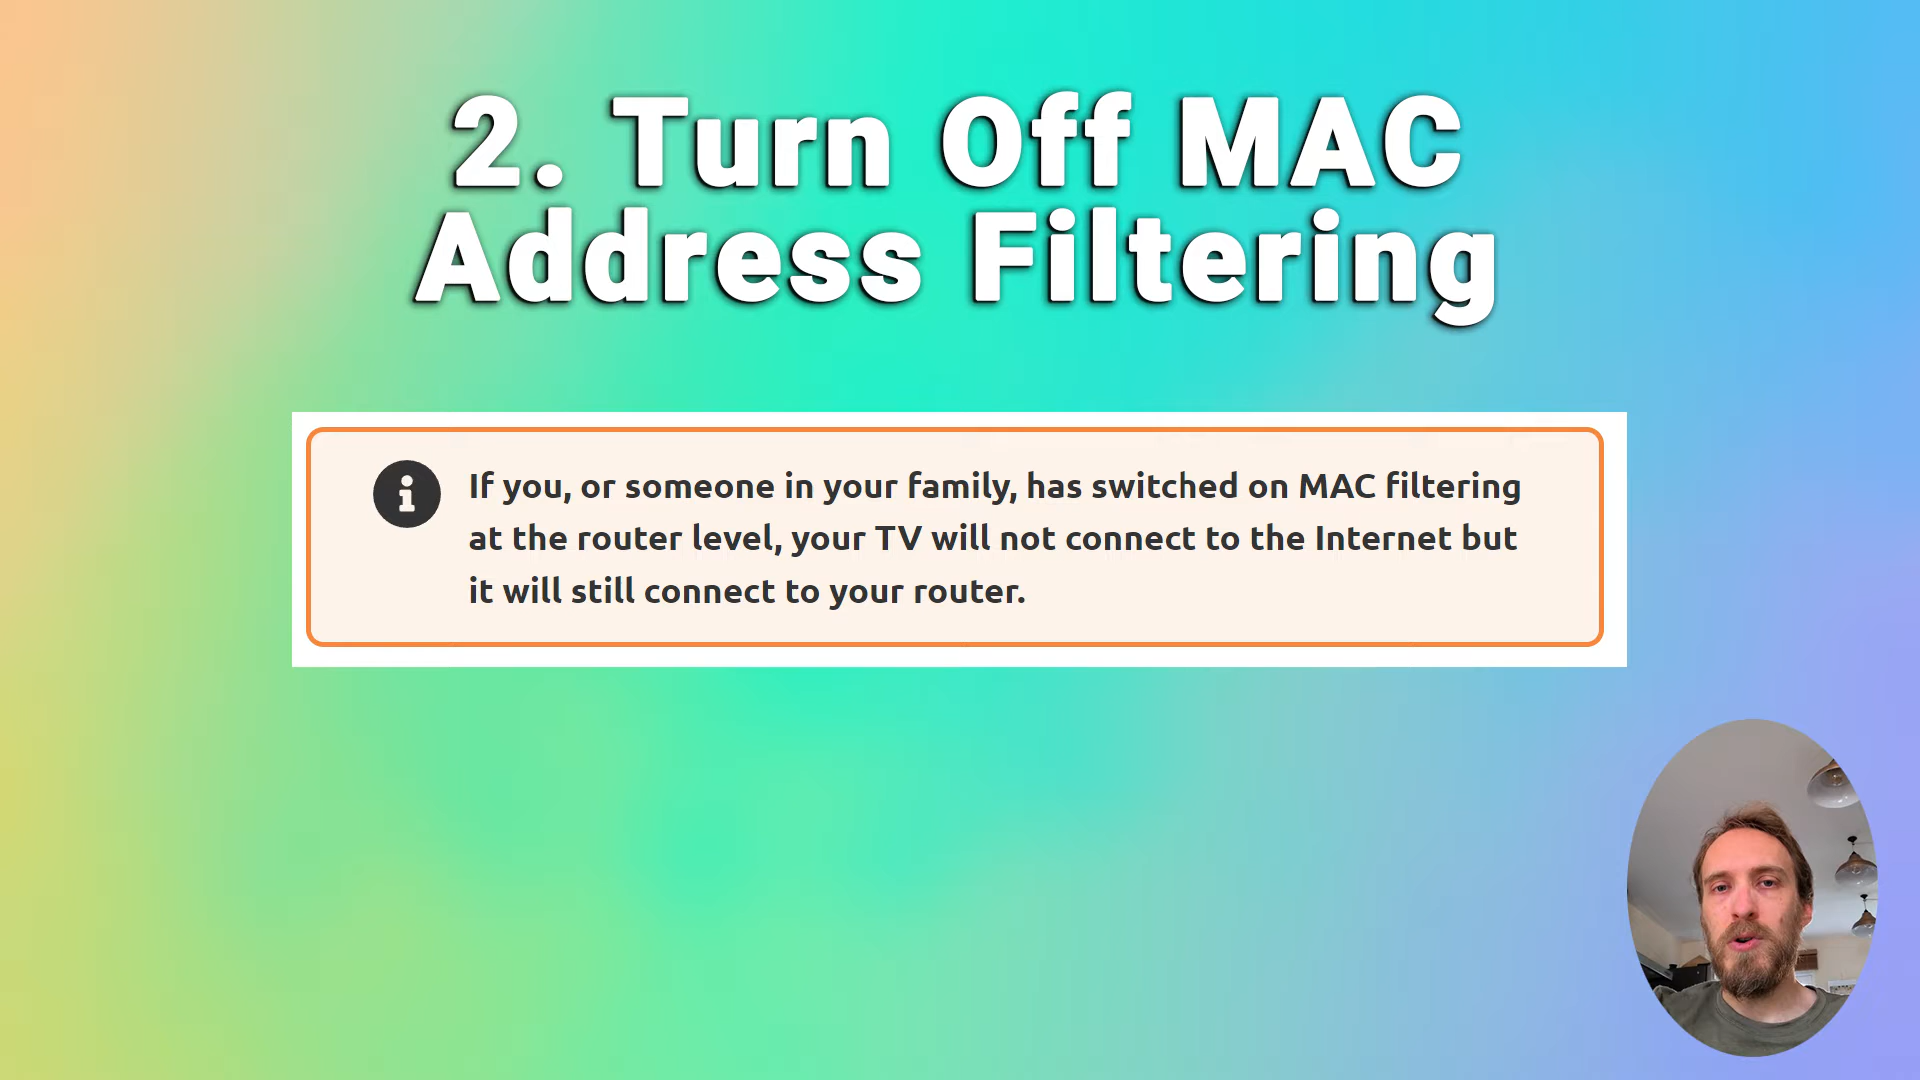 2. Turn Off MAC
Address Filtering
If you, or someone in your family, has switched on MAC filtering
at the router level, your TV will not connect to the Internet but
it will still connect to your router.